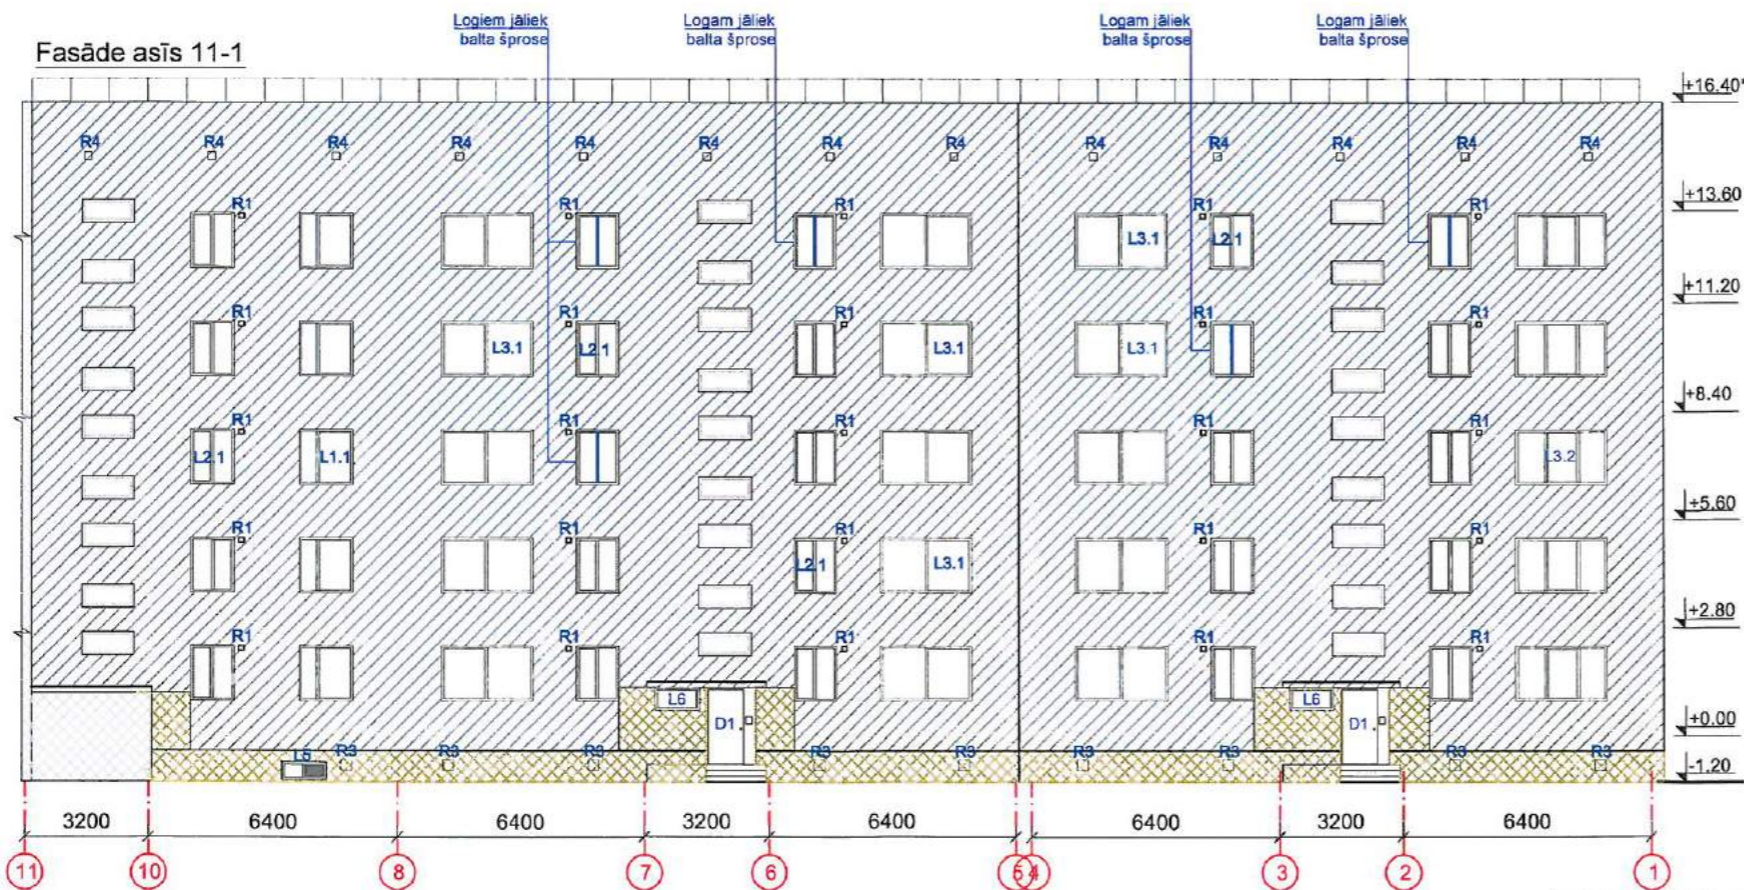 Logiem jāliek
balta šprose
Logam jāliek
balta šprose
Logam jāliek
balta šprose
Logam jāliek
balta šprose
Fasāde asīs 11-1
+16.40*
R4 R4 R4 R4 R4 R4 R4 R4 R4 R4 R4 R4 R4
+13.60
R1 R1 R1 R1 R1
L3.1 L2.1
+11.20
R1 R1 R1 R1 R1
L3.1 L2.1 L3.1 L3.1
+8.40
R1 R1 R1 R1 R1
L2.1 L1.1 L3.2
+5.60
R1 R1 R1 R1 R1
L2.1 L3.1
+2.80
R1 R1 R1 R1 R1
L6 L6
D1 D1
+0.00
R3 R3 R3 R3 R3 R3 R3 R3 R3
-1.20
3200 6400 6400 3200 6400 6400 3200 6400
11 10 8 7 6 5 4 3 2 1